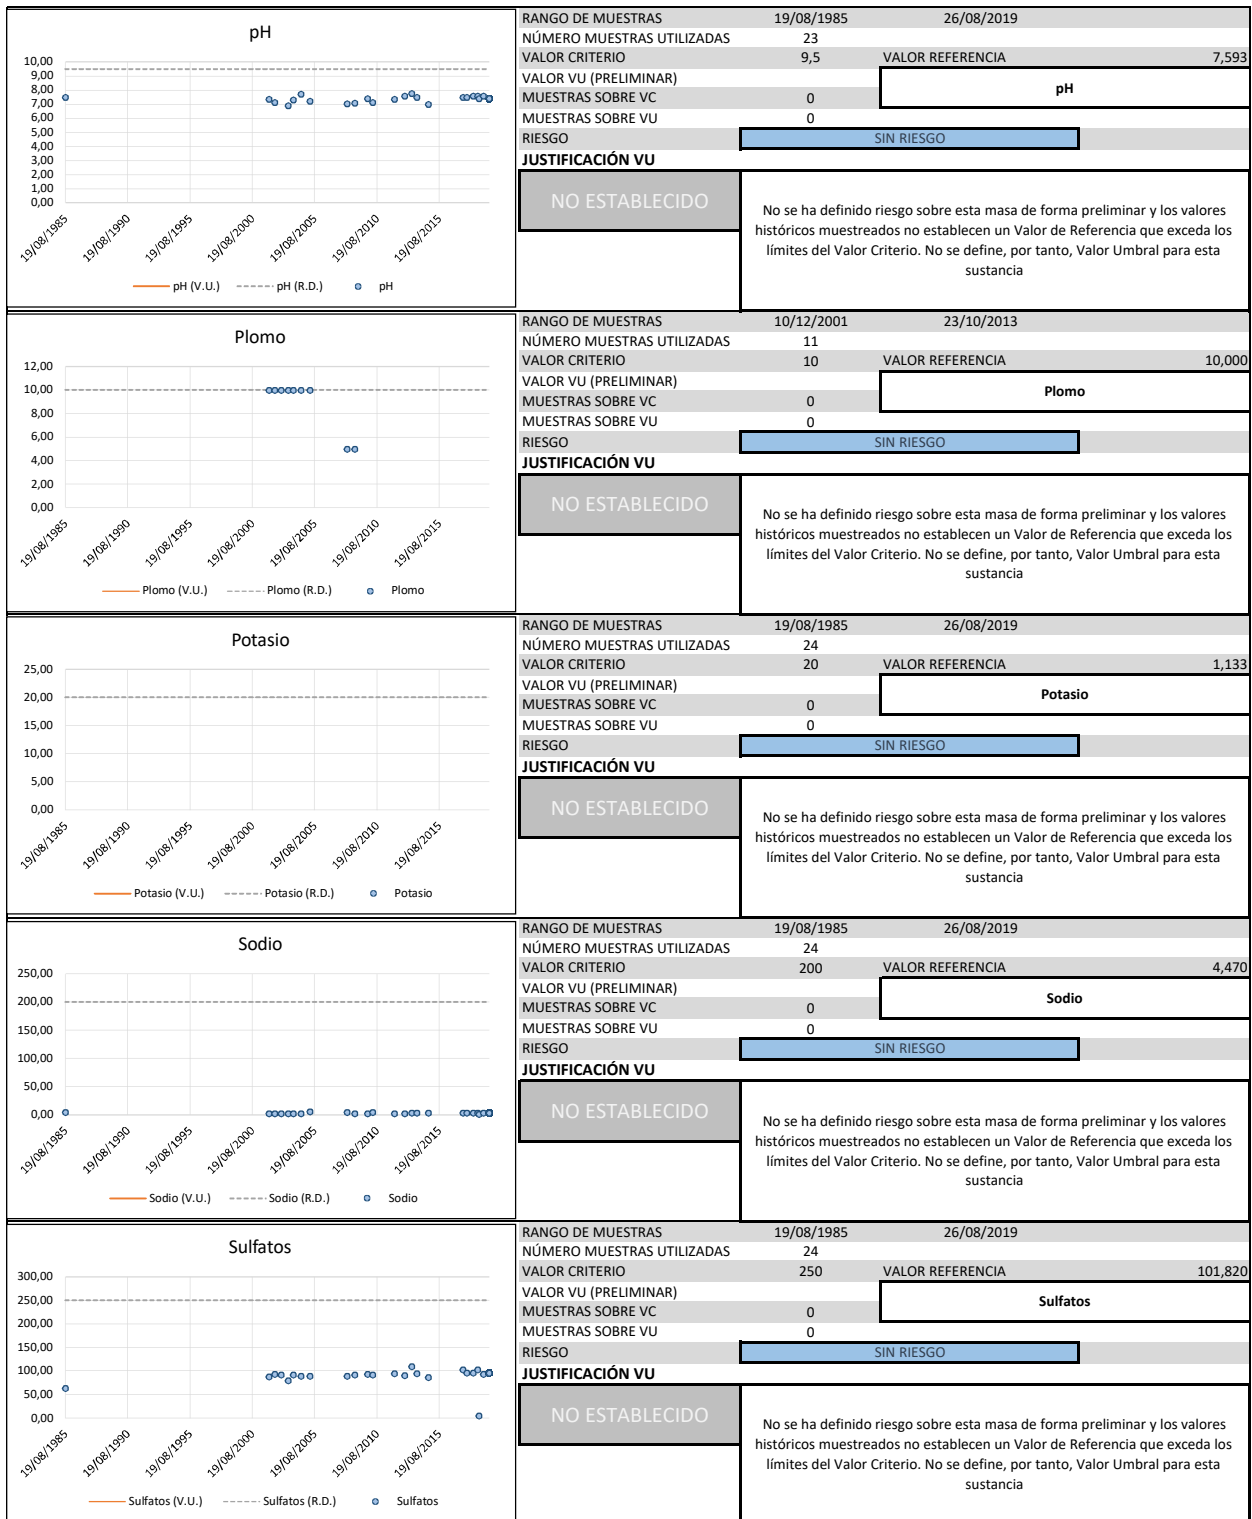 pH
10,00
9,00
8,00
7,00
6,00
5,00
4,00
3,00
2,00
1,00
0,00
19/08/1985
19/08/1990
19/08/1995
19/08/2000
19/08/2005
19/08/2010
19/08/2015
pH (V.U.) pH (R.D.) pH
RANGO DE MUESTRAS 19/08/1985 26/08/2019
NÚMERO MUESTRAS UTILIZADAS 23
VALOR CRITERIO 9,5 VALOR REFERENCIA 7,593
VALOR VU (PRELIMINAR)
pH
MUESTRAS SOBRE VC 0
MUESTRAS SOBRE VU 0
RIESGO SIN RIESGO
JUSTIFICACIÓN VU
NO ESTABLECIDO
No se ha definido riesgo sobre esta masa de forma preliminar y los valores
históricos muestreados no establecen un Valor de Referencia que exceda los
límites del Valor Criterio. No se define, por tanto, Valor Umbral para esta
sustancia
Plomo
12,00
10,00
8,00
6,00
4,00
2,00
0,00
19/08/1985
19/08/1990
19/08/1995
19/08/2000
19/08/2005
19/08/2010
19/08/2015
Plomo (V.U.) Plomo (R.D.) Plomo
RANGO DE MUESTRAS 10/12/2001 23/10/2013
NÚMERO MUESTRAS UTILIZADAS 11
VALOR CRITERIO 10 VALOR REFERENCIA 10,000
VALOR VU (PRELIMINAR)
Plomo
MUESTRAS SOBRE VC 0
MUESTRAS SOBRE VU 0
RIESGO SIN RIESGO
JUSTIFICACIÓN VU
NO ESTABLECIDO
No se ha definido riesgo sobre esta masa de forma preliminar y los valores
históricos muestreados no establecen un Valor de Referencia que exceda los
límites del Valor Criterio. No se define, por tanto, Valor Umbral para esta
sustancia
Potasio
25,00
20,00
15,00
10,00
5,00
0,00
19/08/1985
19/08/1990
19/08/1995
19/08/2000
19/08/2005
19/08/2010
19/08/2015
Potasio (V.U.) Potasio (R.D.) Potasio
RANGO DE MUESTRAS 19/08/1985 26/08/2019
NÚMERO MUESTRAS UTILIZADAS 24
VALOR CRITERIO 20 VALOR REFERENCIA 1,133
VALOR VU (PRELIMINAR)
Potasio
MUESTRAS SOBRE VC 0
MUESTRAS SOBRE VU 0
RIESGO SIN RIESGO
JUSTIFICACIÓN VU
NO ESTABLECIDO
No se ha definido riesgo sobre esta masa de forma preliminar y los valores
históricos muestreados no establecen un Valor de Referencia que exceda los
límites del Valor Criterio. No se define, por tanto, Valor Umbral para esta
sustancia
Sodio
250,00
200,00
150,00
100,00
50,00
0,00
19/08/1985
19/08/1990
19/08/1995
19/08/2000
19/08/2005
19/08/2010
19/08/2015
Sodio (V.U.) Sodio (R.D.) Sodio
RANGO DE MUESTRAS 19/08/1985 26/08/2019
NÚMERO MUESTRAS UTILIZADAS 24
VALOR CRITERIO 200 VALOR REFERENCIA 4,470
VALOR VU (PRELIMINAR)
Sodio
MUESTRAS SOBRE VC 0
MUESTRAS SOBRE VU 0
RIESGO SIN RIESGO
JUSTIFICACIÓN VU
NO ESTABLECIDO
No se ha definido riesgo sobre esta masa de forma preliminar y los valores
históricos muestreados no establecen un Valor de Referencia que exceda los
límites del Valor Criterio. No se define, por tanto, Valor Umbral para esta
sustancia
Sulfatos
300,00
250,00
200,00
150,00
100,00
50,00
0,00
19/08/1985
19/08/1990
19/08/1995
19/08/2000
19/08/2005
19/08/2010
19/08/2015
Sulfatos (V.U.) Sulfatos (R.D.) Sulfatos
RANGO DE MUESTRAS 19/08/1985 26/08/2019
NÚMERO MUESTRAS UTILIZADAS 24
VALOR CRITERIO 250 VALOR REFERENCIA 101,820
VALOR VU (PRELIMINAR)
Sulfatos
MUESTRAS SOBRE VC 0
MUESTRAS SOBRE VU 0
RIESGO SIN RIESGO
JUSTIFICACIÓN VU
NO ESTABLECIDO
No se ha definido riesgo sobre esta masa de forma preliminar y los valores
históricos muestreados no establecen un Valor de Referencia que exceda los
límites del Valor Criterio. No se define, por tanto, Valor Umbral para esta
sustancia